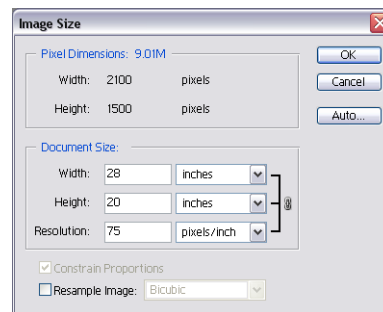 Image Size
Pixel Dimensions: 9.01M
OK
Width: 2100 pixels
Cancel
Height: 1500 pixels
Auto...
Document Size:
Width: 28 inches
Height: 20 inches
Resolution: 75 pixels/inch
Constrain Proportions
Resample Image: Bicubic